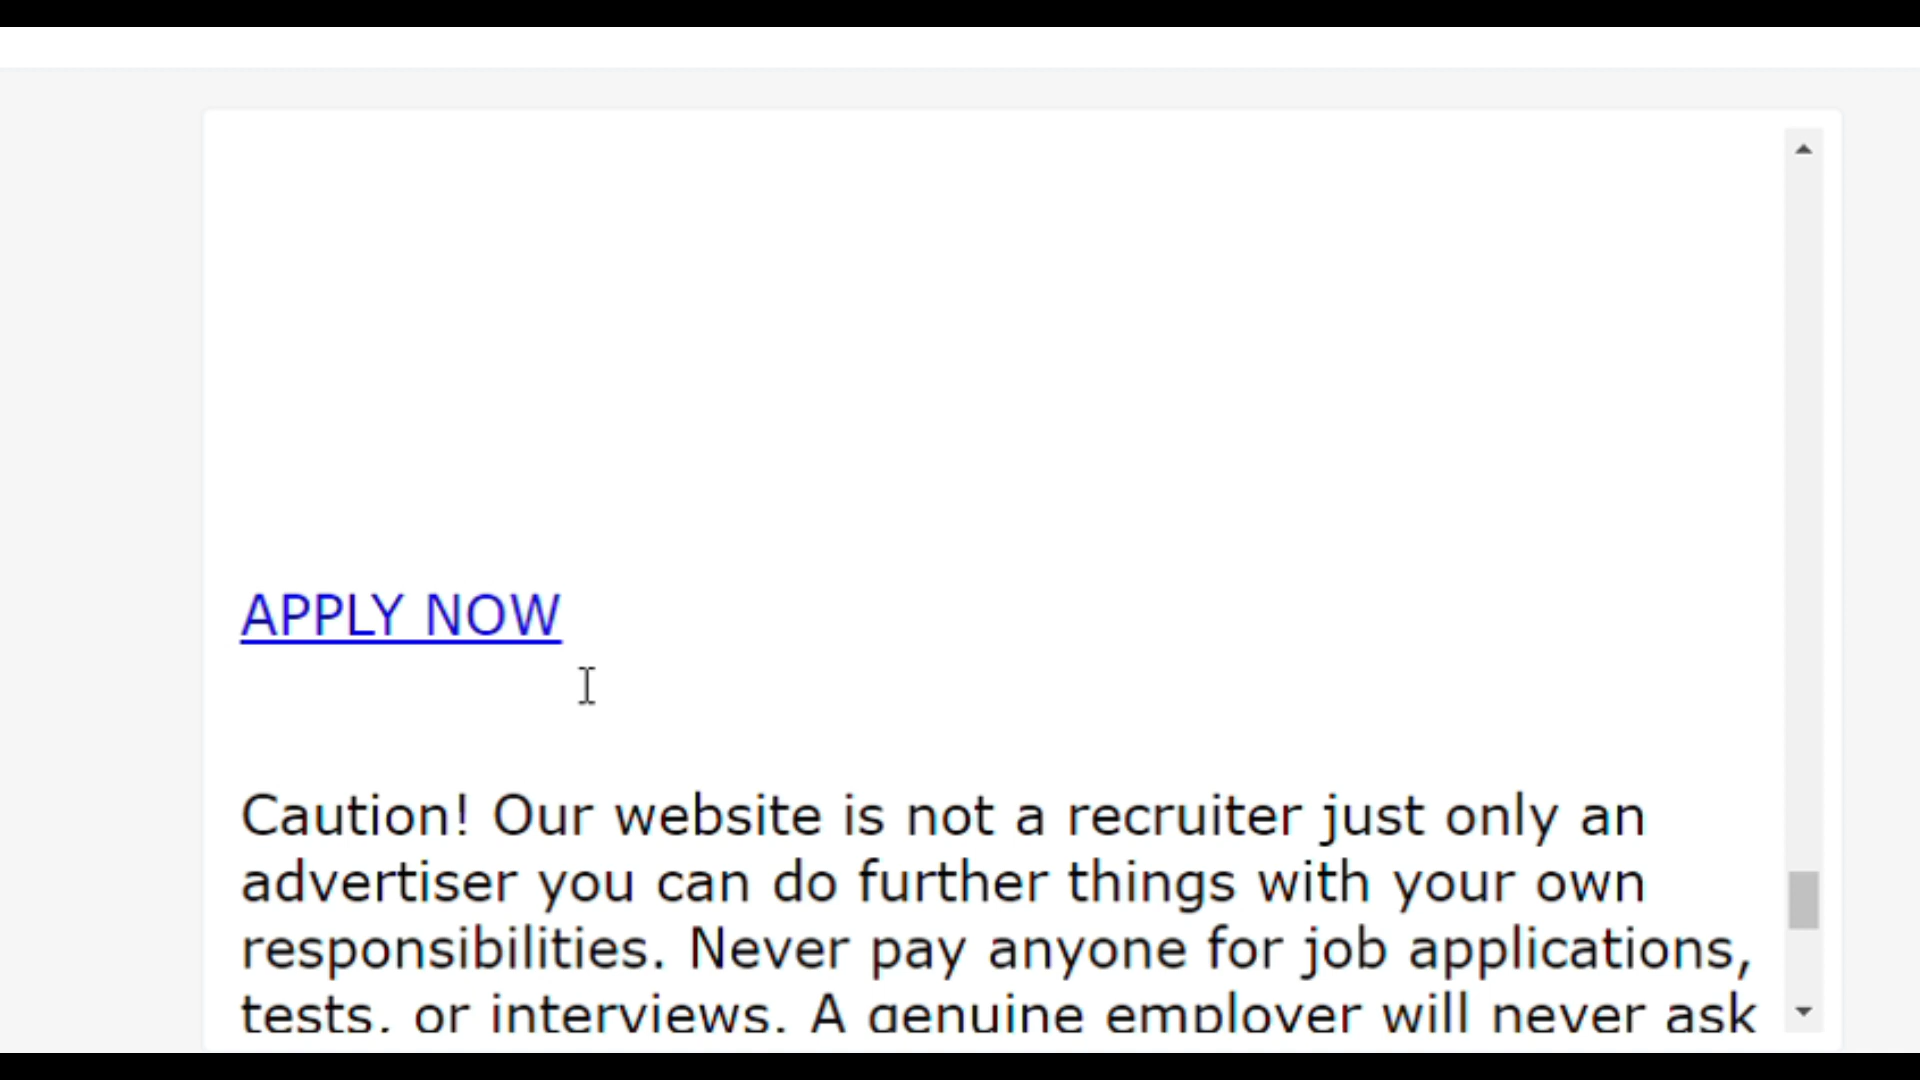 APPLY NOW
Caution! Our website is not a recruiter just only an
advertiser you can do further things with your own
responsibilities. Never pay anyone for job applications,
tests, or interviews. A genuine employer will never ask